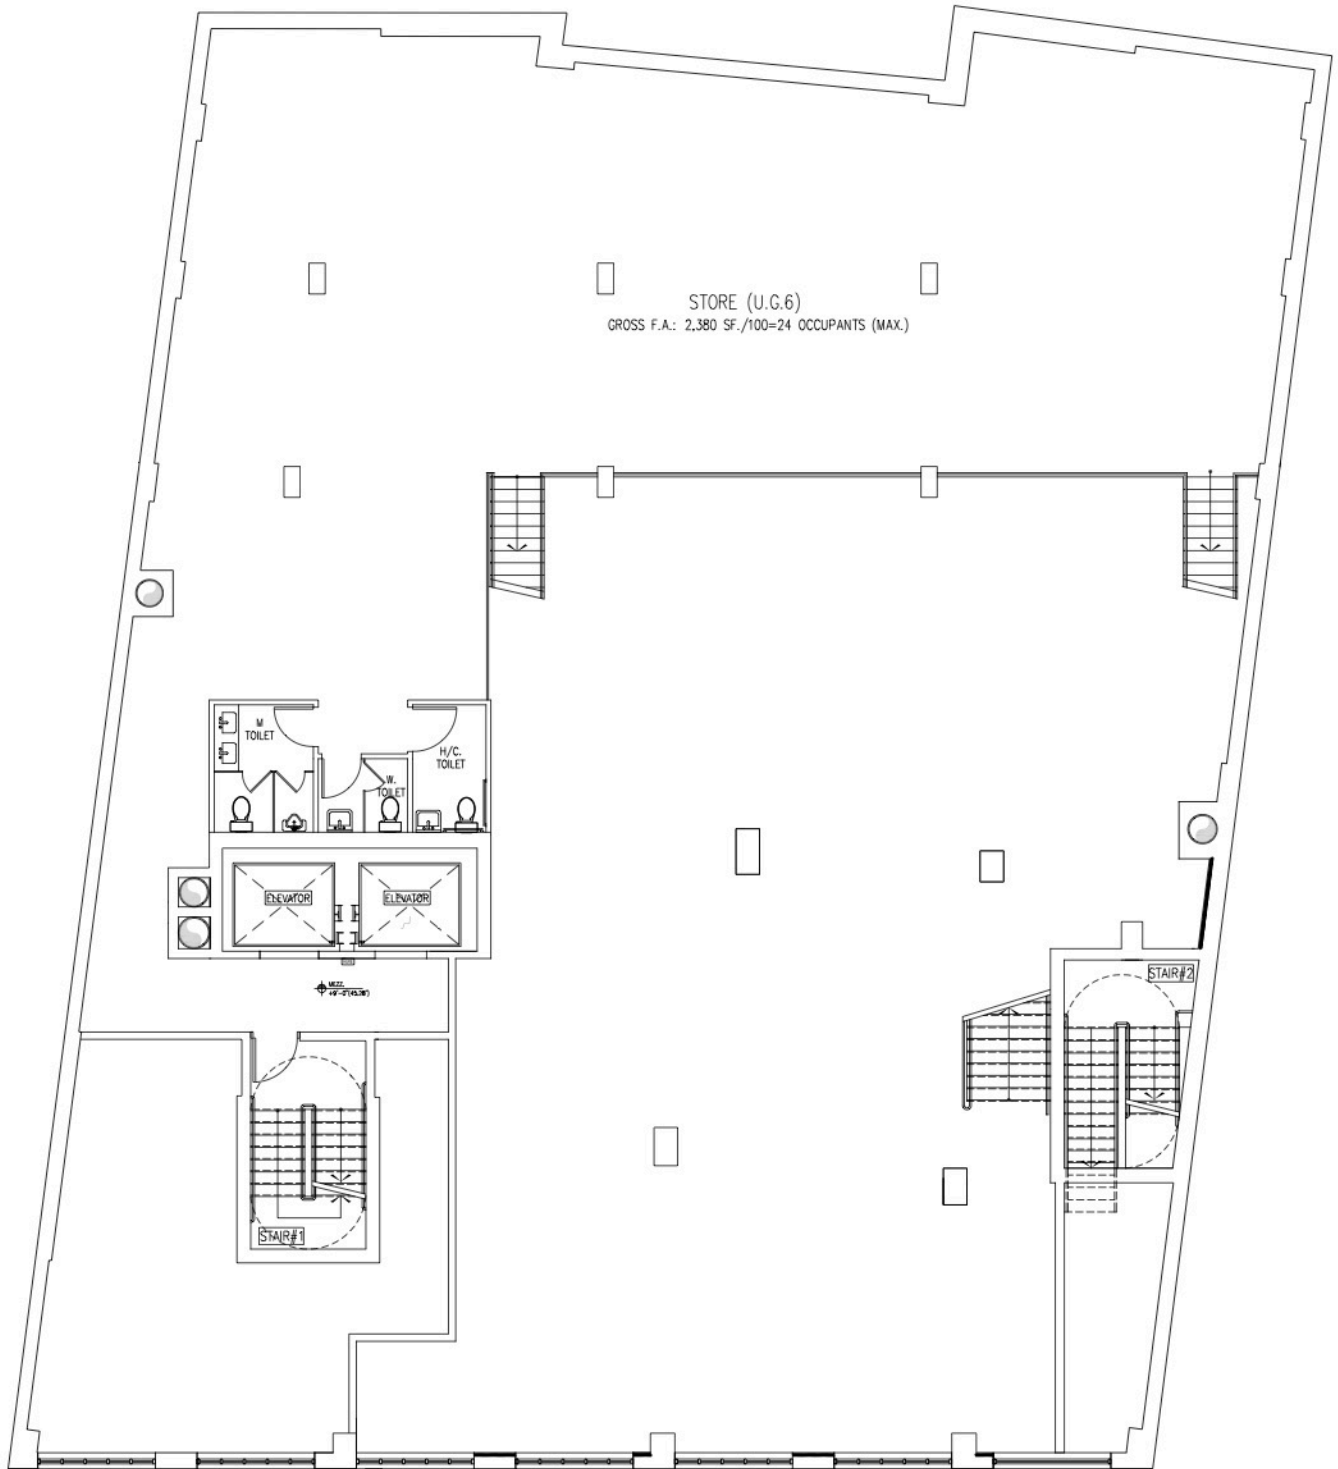 STORE (U.G.6)
GROSS F.A.: 2,380 SF./100=24 OCCUPANTS (MAX.)
M
TOILET
H/C.
TOILET
W.
TOILET
ELEVATOR
ELEVATOR
MEZZ.
STAIR#2
STAIR#1